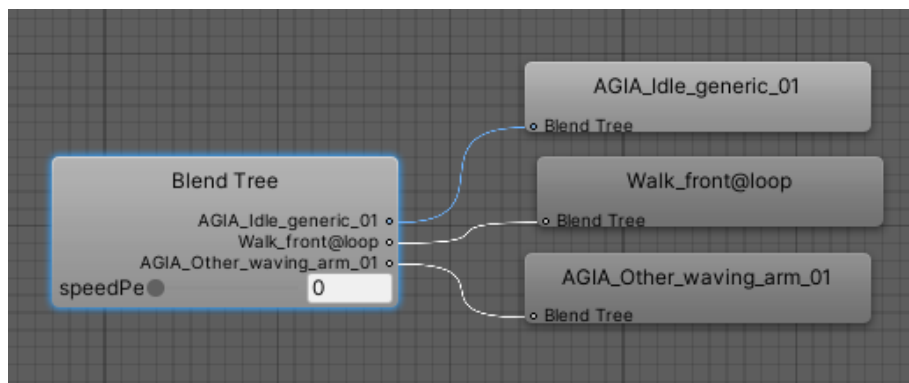 Blend Tree
AGIA_Idle_generic_01
Walk_front@loop
AGIA_Other_waving_arm_01
speedPe
0
AGIA_Idle_generic_01
Blend Tree
Walk_front@loop
Blend Tree
AGIA_Other_waving_arm_01
Blend Tree